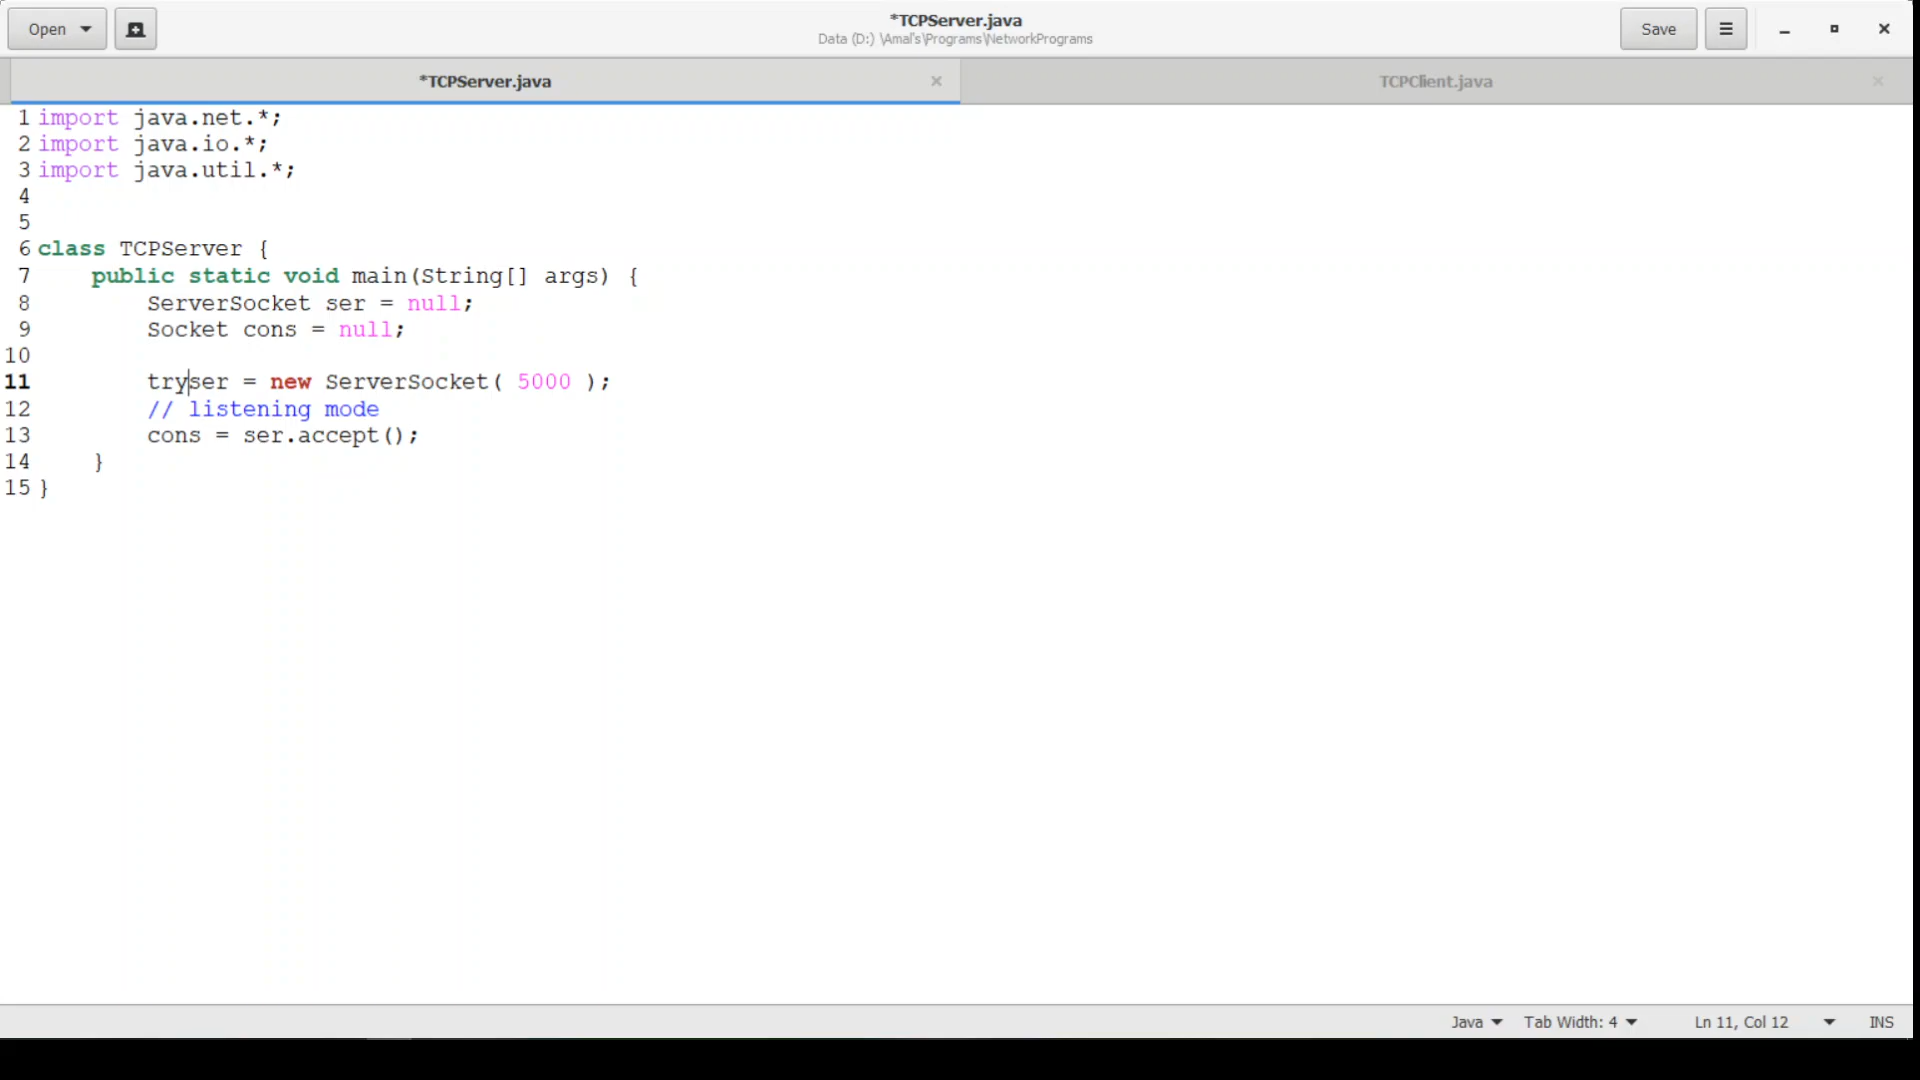 Open
*TCPServer.java
Data (D:) \Amal's\Programs\NetworkPrograms
Save
*TCPServer.java
TCPClient.java
1 import java.net.*;
2 import java.io.*;
3 import java.util.*;
4
5
6 class TCPServer {
7 public static void main(String[] args) {
8 ServerSocket ser = null;
9 Socket cons = null;
10
11 tryser = new ServerSocket( 5000 );
12 // listening mode
13 cons = ser.accept();
14 }
15 }
Java Tab Width: 4 Ln 11, Col 12 INS